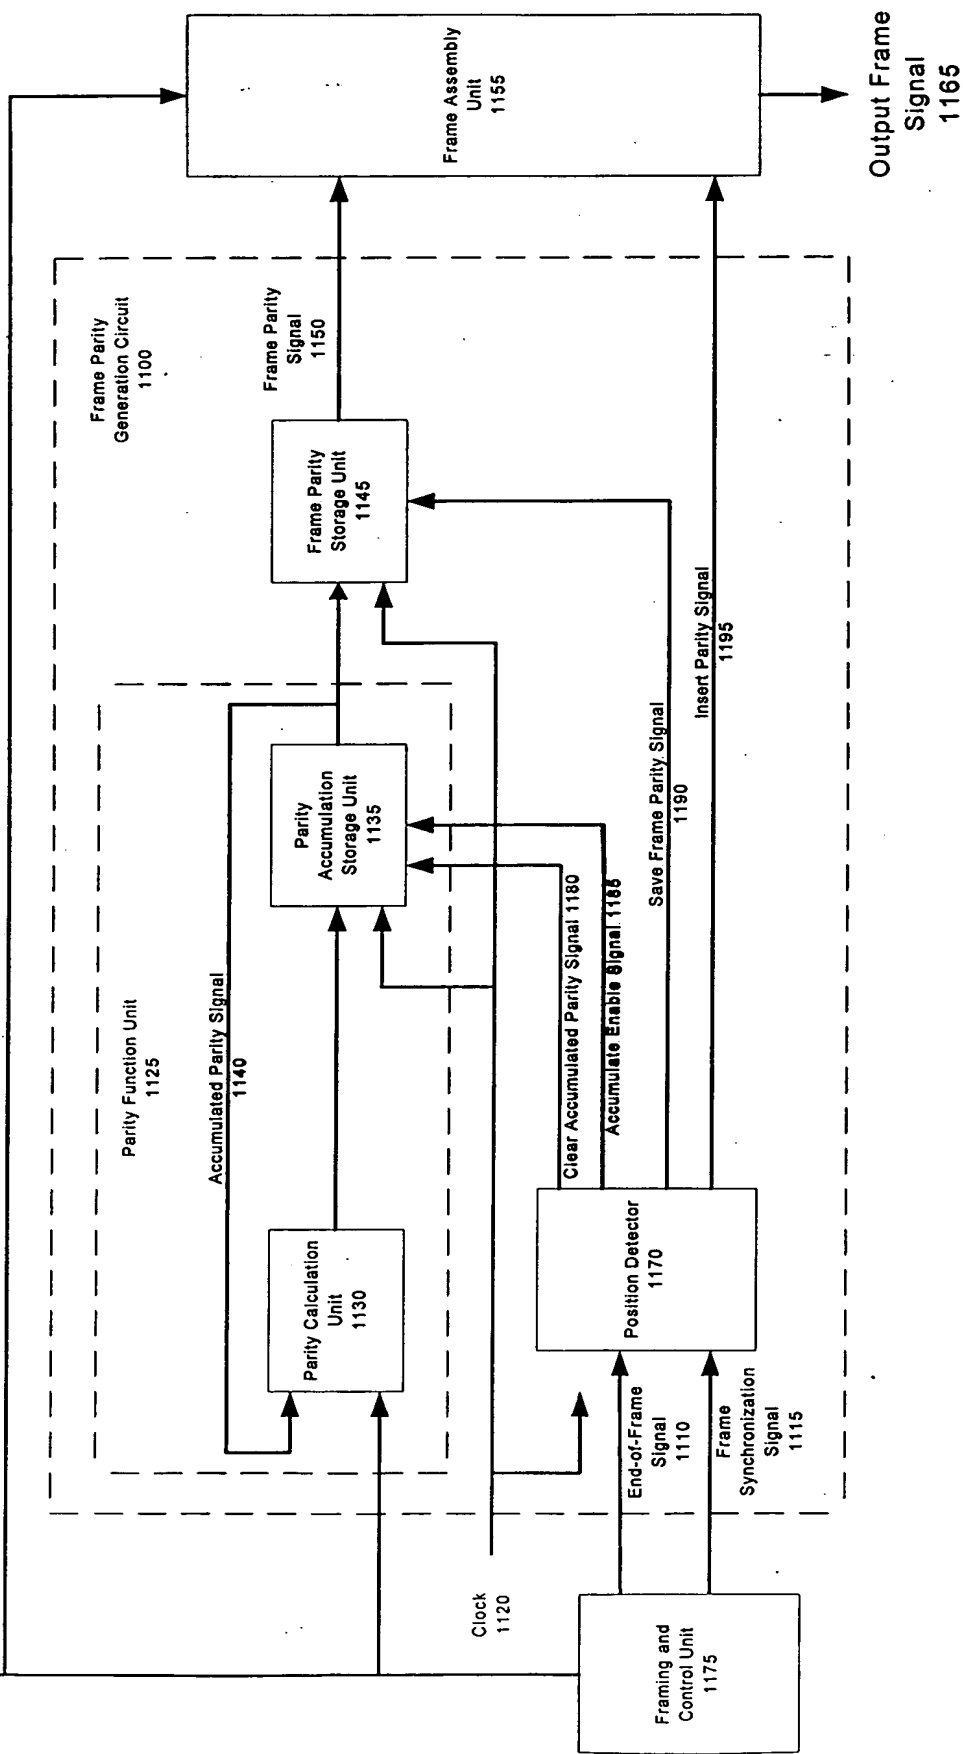 Frame Assembly
Unit
1155
Output Frame
Signal
1165
Frame Parity
Generation Circuit
1100
Frame Parity
Signal
1150
Frame Parity
Storage Unit
1145
Parity Function Unit
1125
Accumulated Parity Signal
1140
Parity
Accumulation
Storage Unit
1135
Parity Calculation
Unit
1130
Clear Accumulated Parity Signal 1180
Accumulate Enable Signal 1185
Save Frame Parity Signal
1190
Insert Parity Signal
1195
Position Detector
1170
End-of-Frame
Signal
1110
Frame
Synchronization
Signal
1115
Clock
1120
Framing and
Control Unit
1175